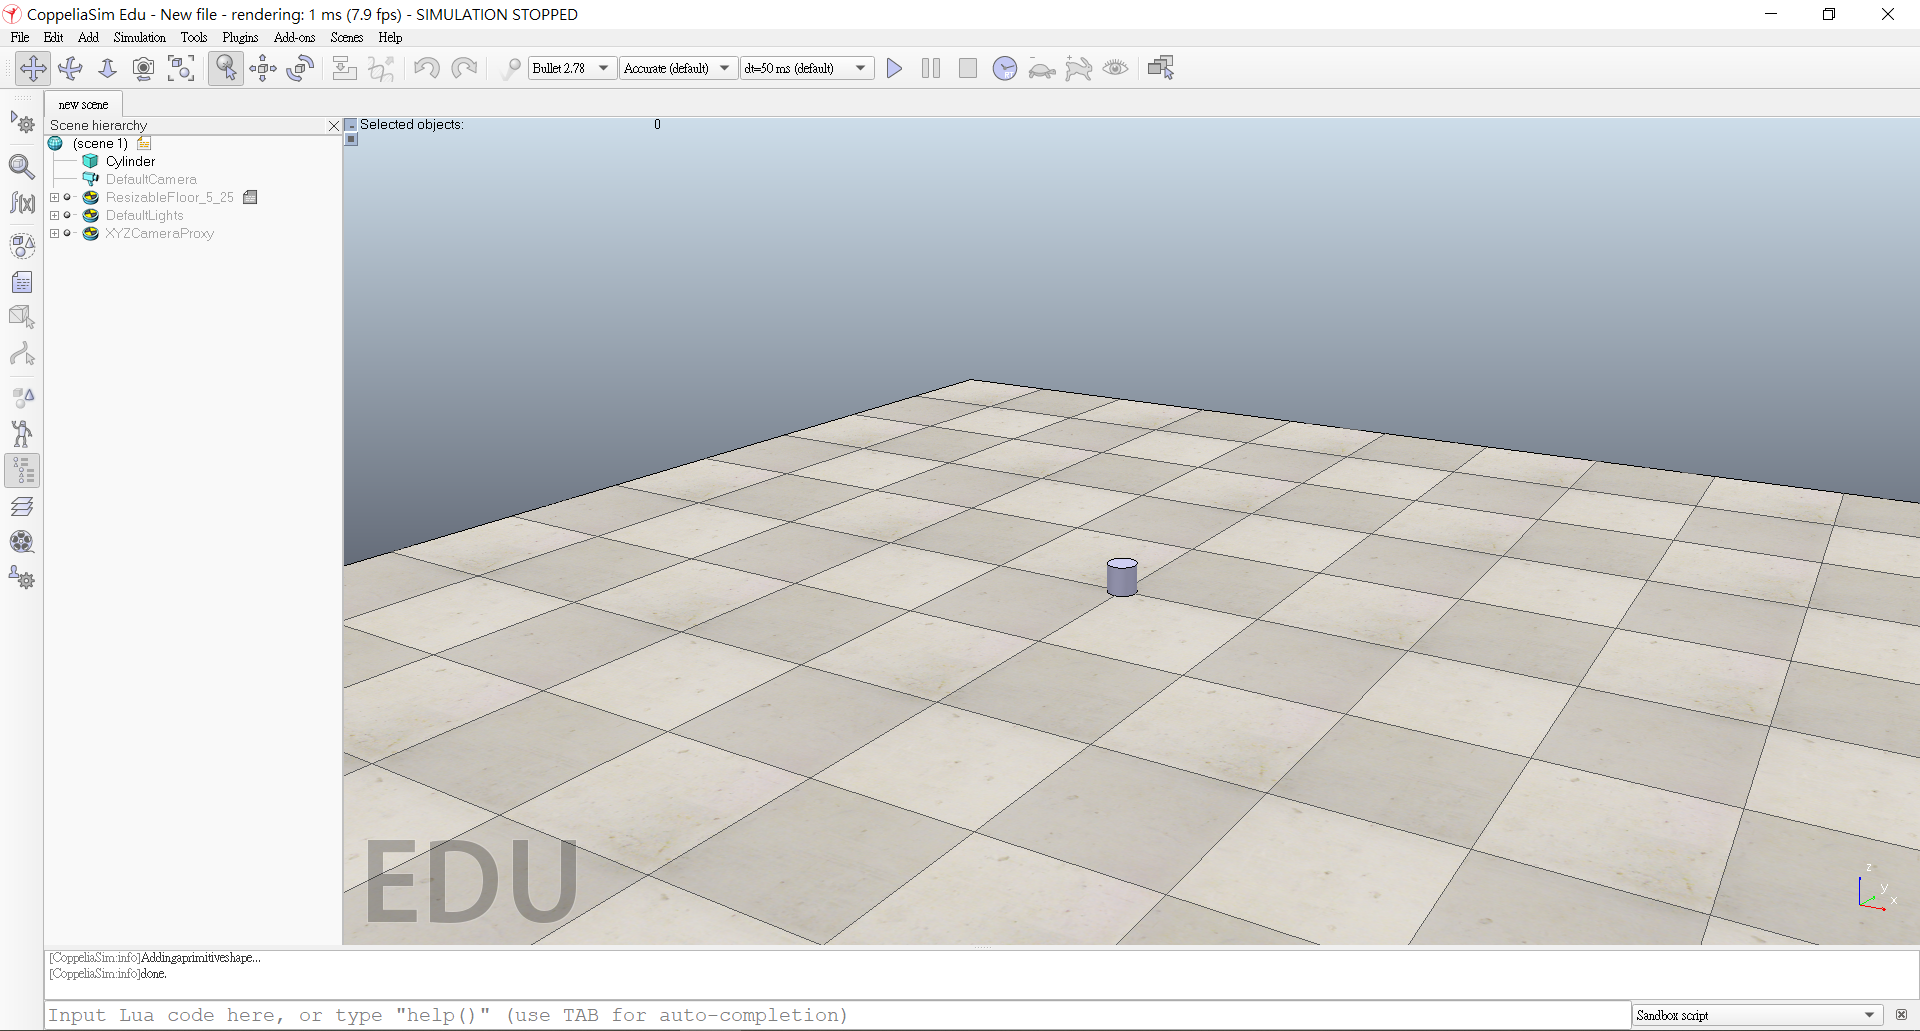 CoppeliaSim Edu - New file - rendering: 1 ms (7.9 fps) - SIMULATION STOPPED
File Edit Add Simulation Tools Plugins Add-ons Scenes Help
Bullet 2.78 Accurate (default) dt=50 ms (default)
new scene
Scene hierarchy
Selected objects: 0
(scene 1)
Cylinder
DefaultCamera
ResizableFloor_5_25
DefaultLights
XYZCameraProxy
f(x)
RT
EDU
z
y
x
[CoppeliaSim:info]Addingaprimitiveshape...
[CoppeliaSim:info]done.
Input Lua code here, or type "help()" (use TAB for auto-completion)
Sandbox script